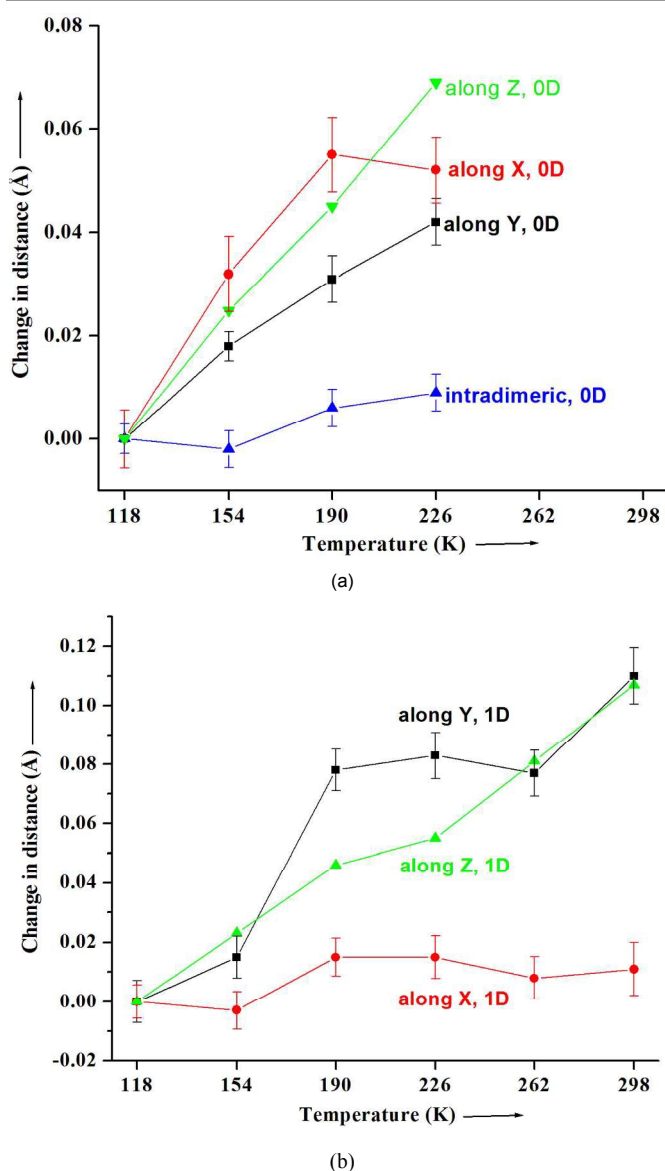 0.08
0.06
0.04
0.02
0.00
Change in distance (Å)
along Z, 0D
along X, 0D
along Y, 0D
intradimeric, 0D
118 154 190 226 262 298
Temperature (K)
(a)
0.12
0.10
0.08
0.06
0.04
0.02
0.00
-0.02
Change in distance (Å)
along Y, 1D
along Z, 1D
along X, 1D
118 154 190 226 262 298
Temperature (K)
(b)